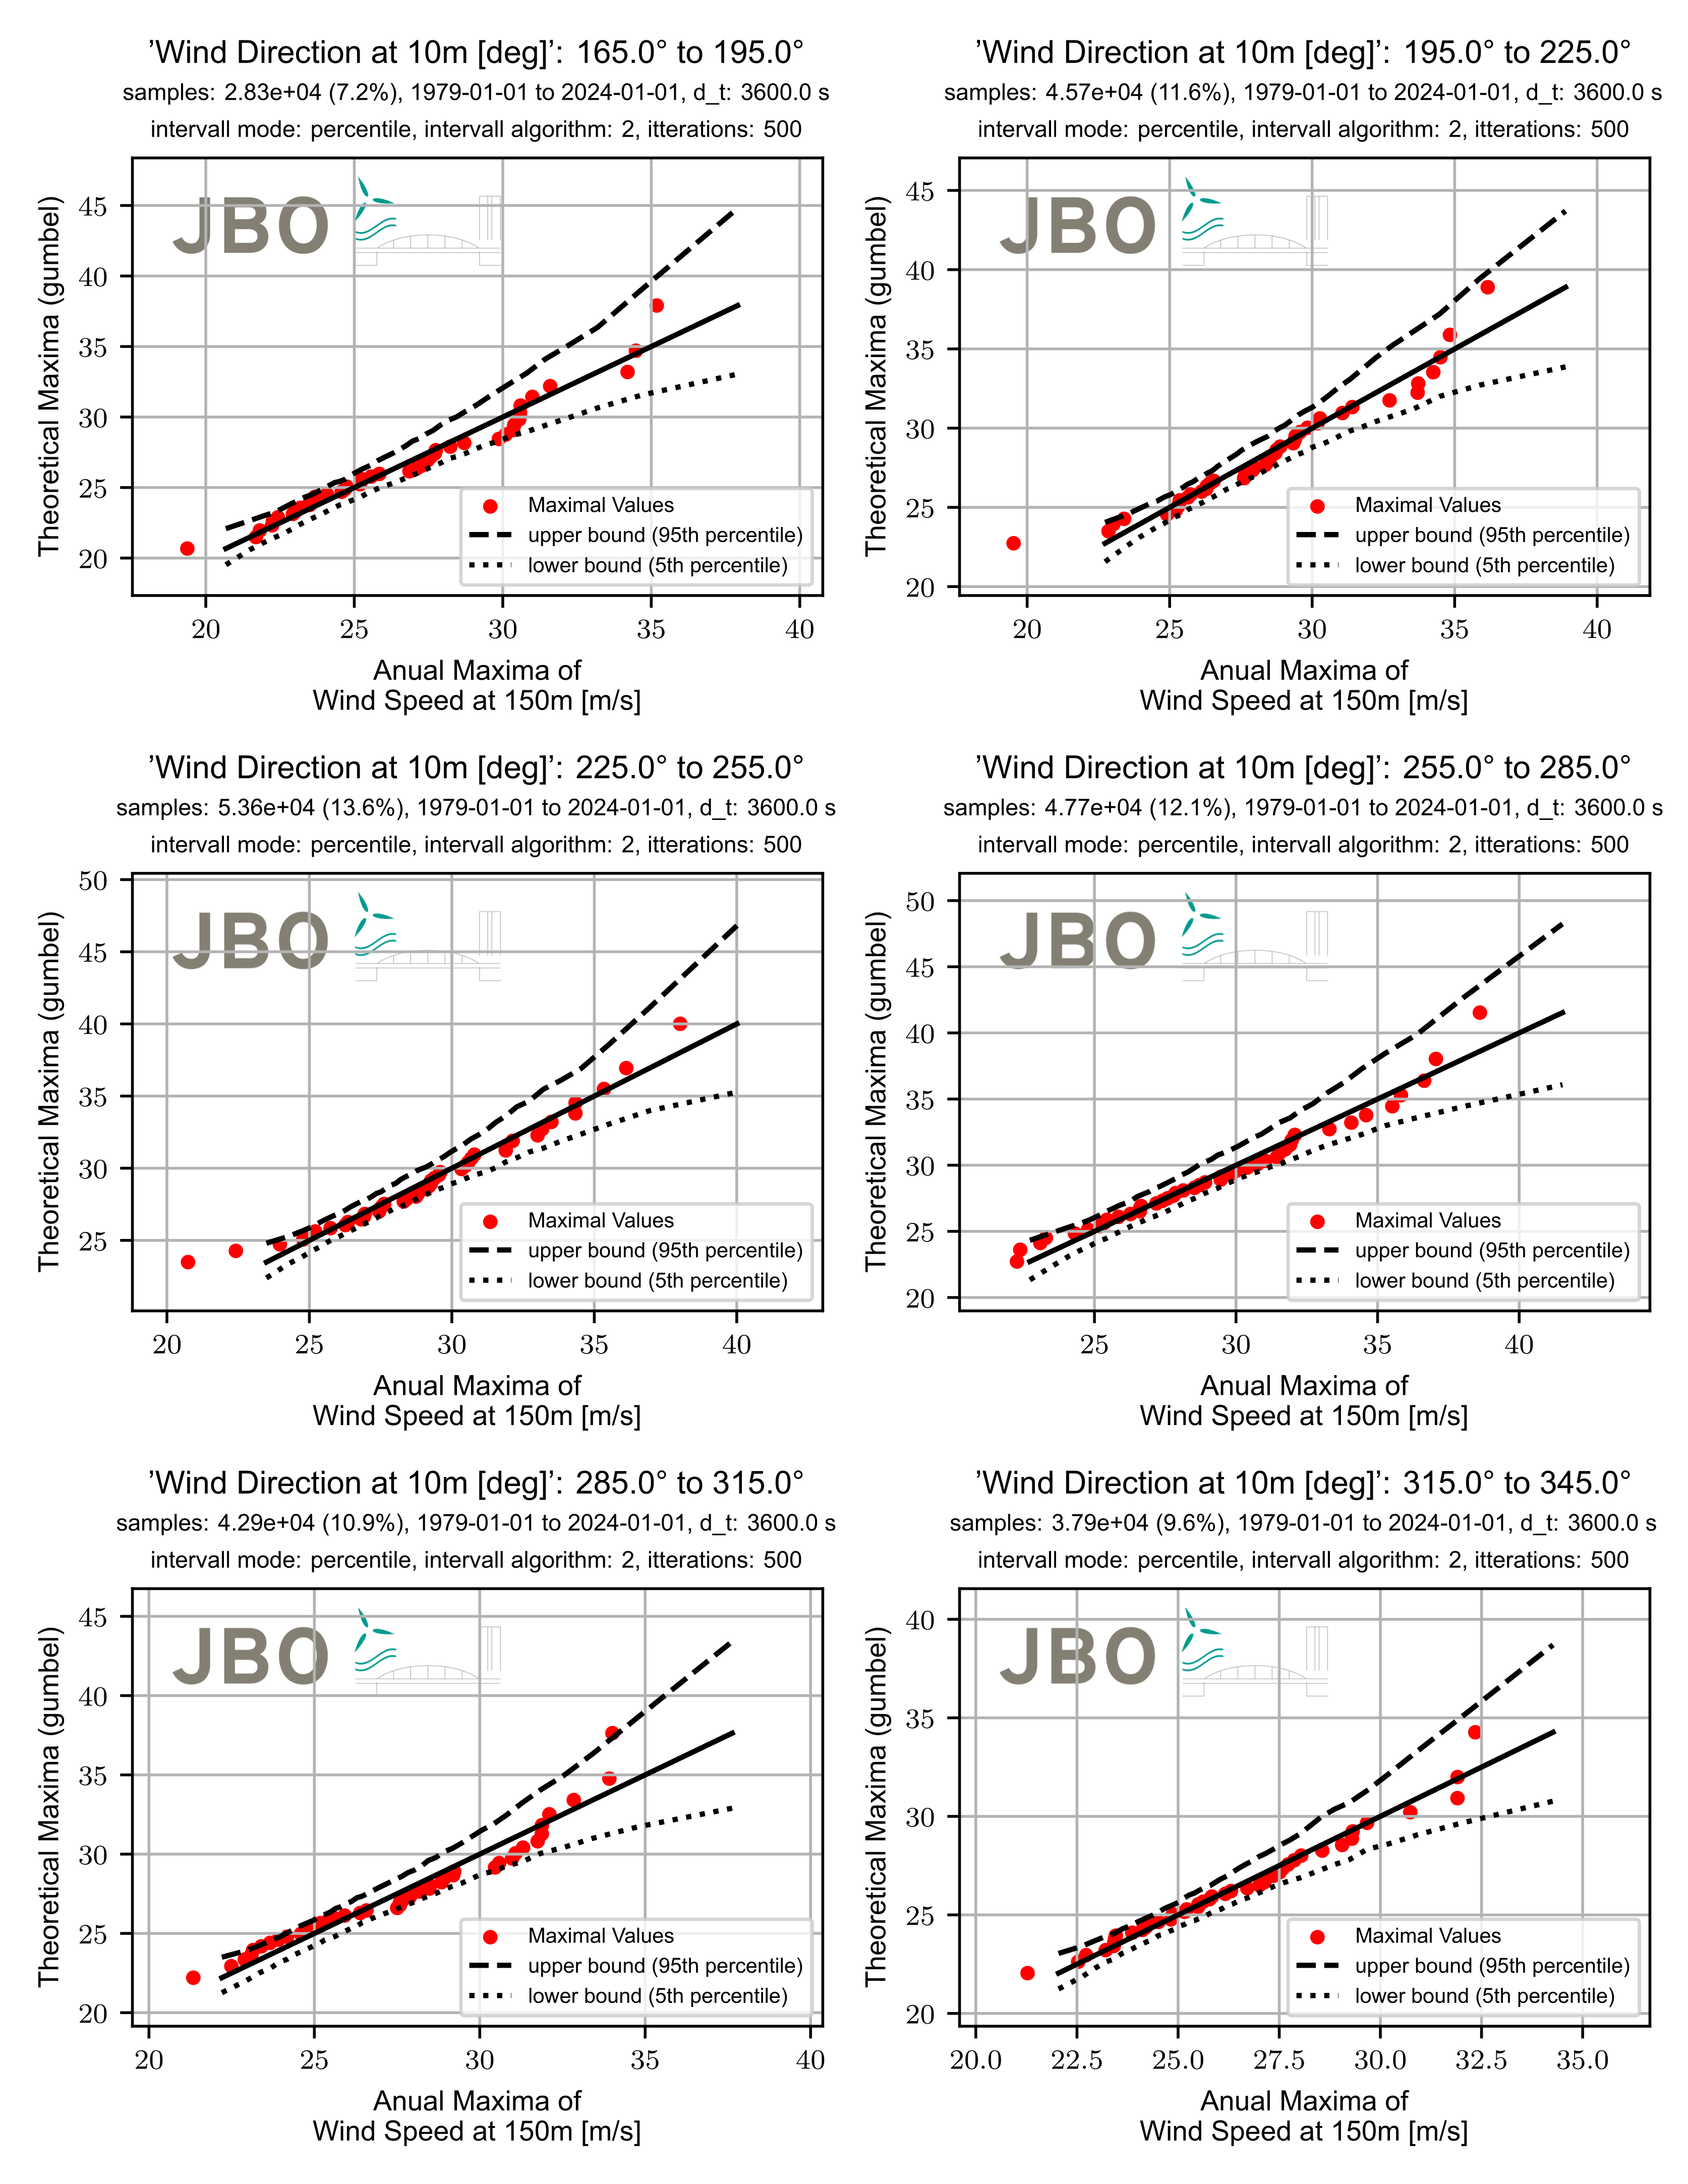 ’Wind Direction at 10m [deg]’: 165.0° to 195.0°
samples: 2.83e+04 (7.2%), 1979-01-01 to 2024-01-01, d_t: 3600.0 s
intervall mode: percentile, intervall algorithm: 2, itterations: 500
JBO
Theoretical Maxima (gumbel)
45
40
35
30
25
20
Maximal Values
upper bound (95th percentile)
lower bound (5th percentile)
20 25 30 35 40
Anual Maxima of
Wind Speed at 150m [m/s]
’Wind Direction at 10m [deg]’: 195.0° to 225.0°
samples: 4.57e+04 (11.6%), 1979-01-01 to 2024-01-01, d_t: 3600.0 s
intervall mode: percentile, intervall algorithm: 2, itterations: 500
JBO
Theoretical Maxima (gumbel)
45
40
35
30
25
20
Maximal Values
upper bound (95th percentile)
lower bound (5th percentile)
20 25 30 35 40
Anual Maxima of
Wind Speed at 150m [m/s]
’Wind Direction at 10m [deg]’: 225.0° to 255.0°
samples: 5.36e+04 (13.6%), 1979-01-01 to 2024-01-01, d_t: 3600.0 s
intervall mode: percentile, intervall algorithm: 2, itterations: 500
JBO
Theoretical Maxima (gumbel)
50
45
40
35
30
25
Maximal Values
upper bound (95th percentile)
lower bound (5th percentile)
20 25 30 35 40
Anual Maxima of
Wind Speed at 150m [m/s]
’Wind Direction at 10m [deg]’: 255.0° to 285.0°
samples: 4.77e+04 (12.1%), 1979-01-01 to 2024-01-01, d_t: 3600.0 s
intervall mode: percentile, intervall algorithm: 2, itterations: 500
JBO
Theoretical Maxima (gumbel)
50
45
40
35
30
25
20
Maximal Values
upper bound (95th percentile)
lower bound (5th percentile)
25 30 35 40
Anual Maxima of
Wind Speed at 150m [m/s]
’Wind Direction at 10m [deg]’: 285.0° to 315.0°
samples: 4.29e+04 (10.9%), 1979-01-01 to 2024-01-01, d_t: 3600.0 s
intervall mode: percentile, intervall algorithm: 2, itterations: 500
JBO
Theoretical Maxima (gumbel)
45
40
35
30
25
20
Maximal Values
upper bound (95th percentile)
lower bound (5th percentile)
20 25 30 35 40
Anual Maxima of
Wind Speed at 150m [m/s]
’Wind Direction at 10m [deg]’: 315.0° to 345.0°
samples: 3.79e+04 (9.6%), 1979-01-01 to 2024-01-01, d_t: 3600.0 s
intervall mode: percentile, intervall algorithm: 2, itterations: 500
JBO
Theoretical Maxima (gumbel)
40
35
30
25
20
Maximal Values
upper bound (95th percentile)
lower bound (5th percentile)
20.0 22.5 25.0 27.5 30.0 32.5 35.0
Anual Maxima of
Wind Speed at 150m [m/s]